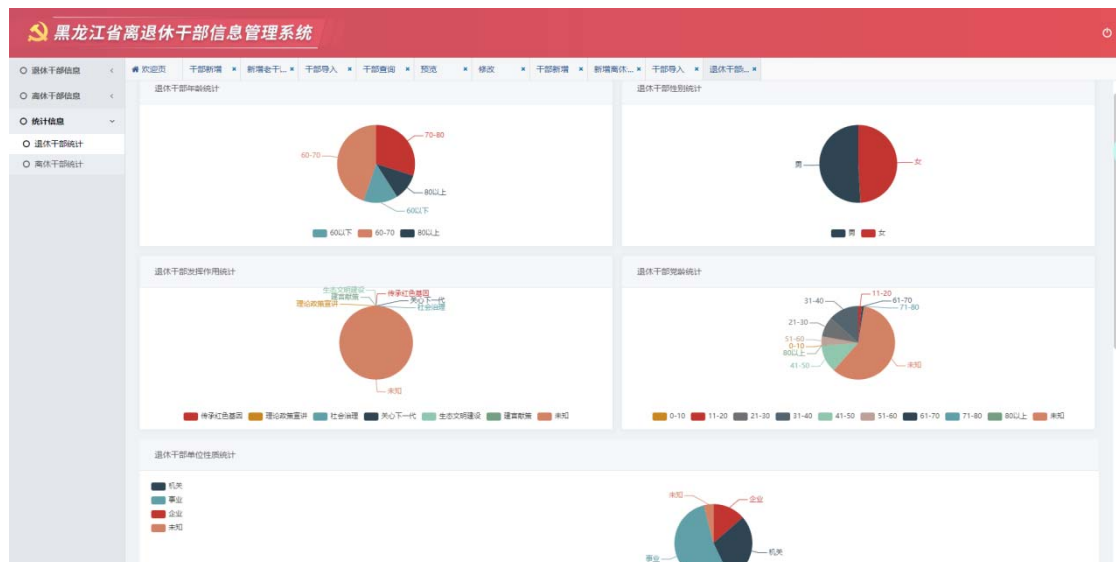 黑龙江省离退休干部信息管理系统
退休干部信息
离休干部信息
统计信息
退休干部统计
离休干部统计
欢迎页 干部新增 × 新增老干... × 干部导入 × 干部查询 × 预览 × 修改 × 干部新增 × 新增离休... × 干部导入 × 退休干部... ×
退休干部年龄统计
70-80
60-70
80以上
60以下
60以下 60-70 80以上
退休干部性别统计
男
女
男 女
退休干部发挥作用统计
生态文明建设
建言献策
理论政策宣讲
传承红色基因
关心下一代
社会治理
未知
传承红色基因 理论政策宣讲 社会治理 关心下一代 生态文明建设 建言献策 未知
退休干部党龄统计
11-20
61-70
71-80
31-40
21-30
51-60
0-10
80以上
41-50
未知
0-10 11-20 21-30 31-40 41-50 51-60 61-70 71-80 80以上 未知
退休干部单位性质统计
机关
事业
企业
未知
未知
企业
机关
事业